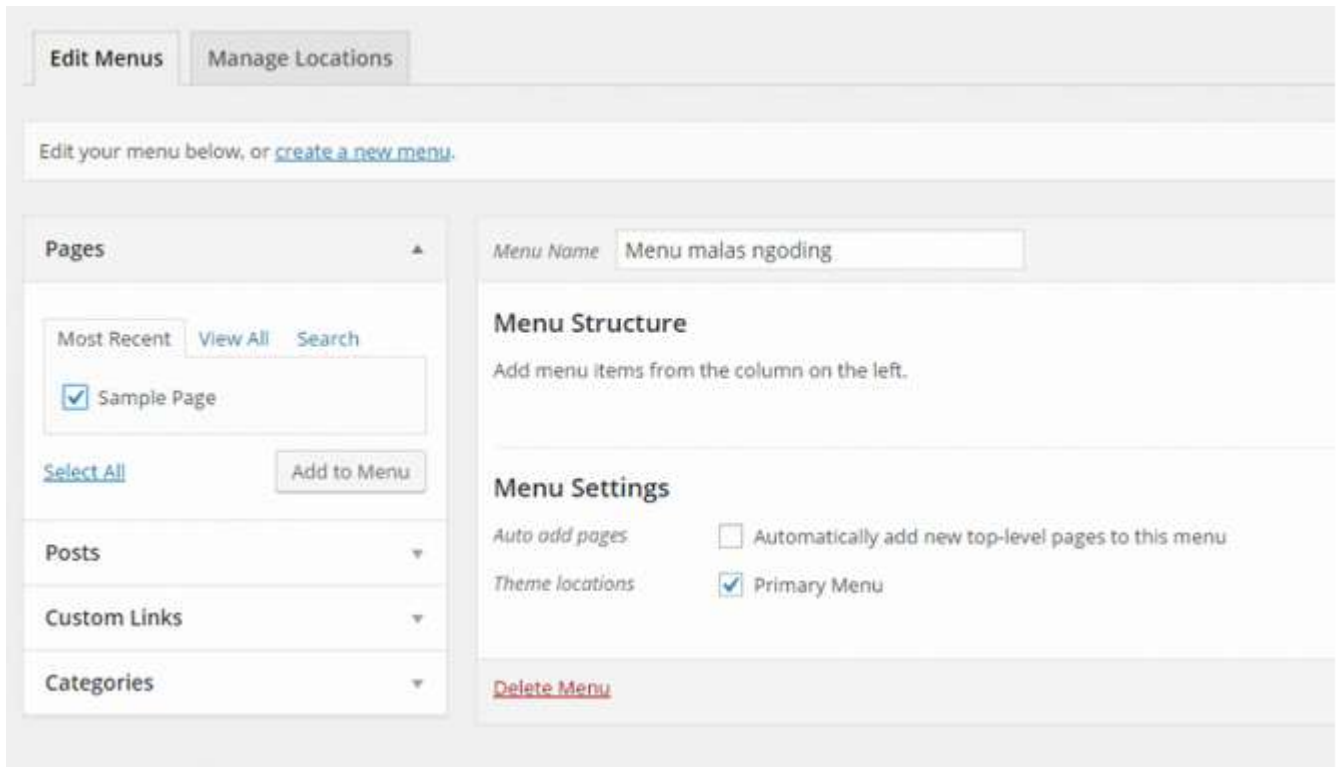 Edit Menus
Manage Locations
Edit your menu below, or create a new menu.
Pages
Most Recent View All Search
Sample Page
Select All
Add to Menu
Posts
Custom Links
Categories
Menu Name Menu malas ngoding
Menu Structure
Add menu items from the column on the left.
Menu Settings
Auto add pages Automatically add new top-level pages to this menu
Theme locations Primary Menu
Delete Menu